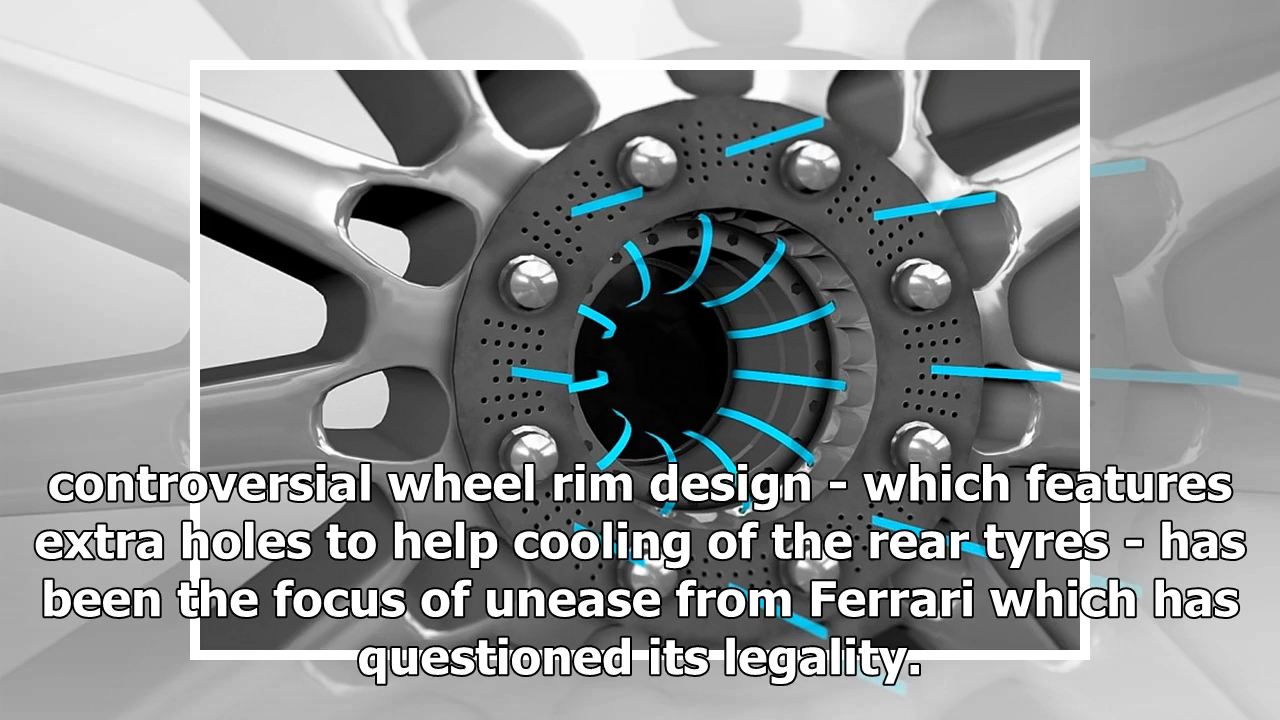 controversial wheel rim design - which features
extra holes to help cooling of the rear tyres - has
been the focus of unease from Ferrari which has
questioned its legality.